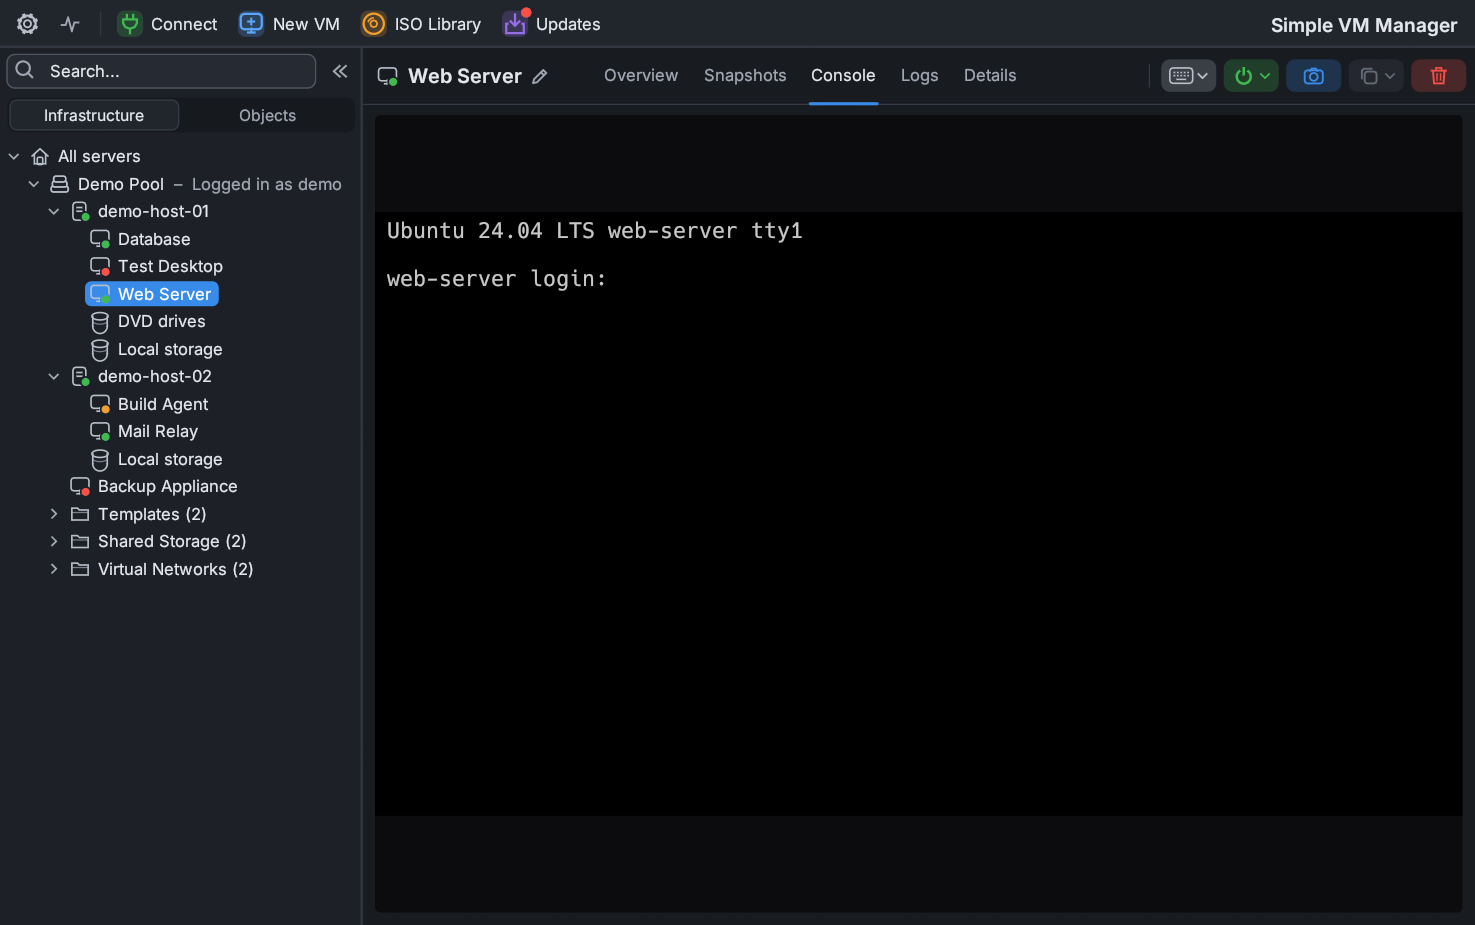 Connect New VM ISO Library Updates Simple VM Manager
Search...
Infrastructure Objects
All servers
Demo Pool – Logged in as demo
demo-host-01
Database
Test Desktop
Web Server
DVD drives
Local storage
demo-host-02
Build Agent
Mail Relay
Local storage
Backup Appliance
Templates (2)
Shared Storage (2)
Virtual Networks (2)
Web Server Overview Snapshots Console Logs Details
Ubuntu 24.04 LTS web-server tty1
web-server login: